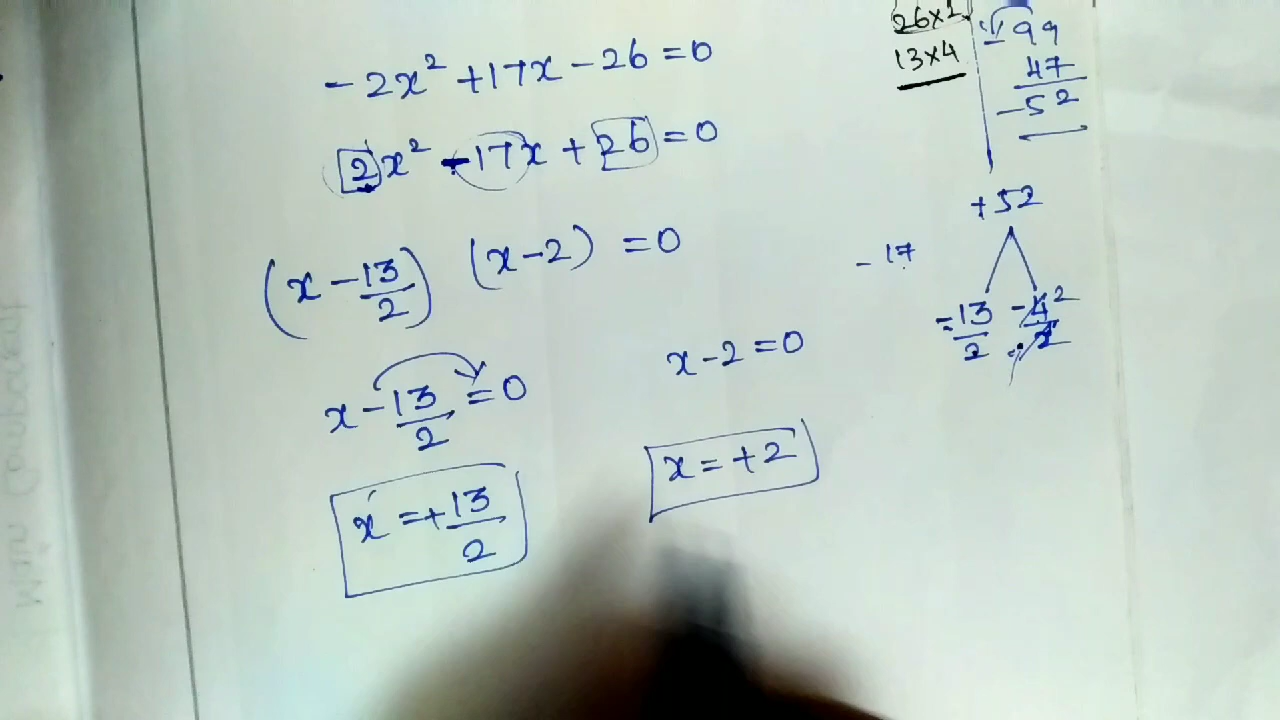 -2x² +17x -26 =0
2x² -17x + 26 =0
(x - 13/2) (x-2) =0
x - 13/2 =0
x-2 =0
x = + 13/2
x = +2
13x4
99
47
-52
+52
- 17
-13/2